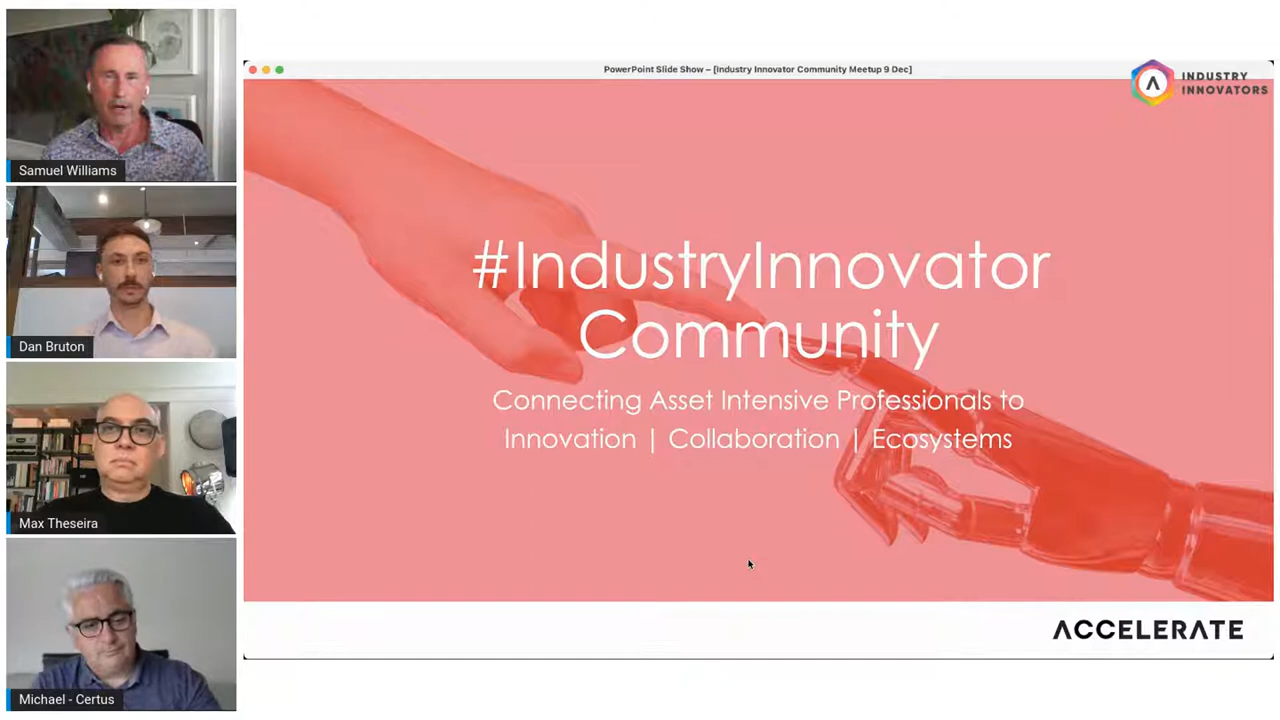 PowerPoint Slide Show – [Industry Innovator Community Meetup 9 Dec]
INDUSTRY
INNOVATORS
#IndustryInnovator
Community
Connecting Asset Intensive Professionals to
Innovation | Collaboration | Ecosystems
ACCELERATE
Samuel Williams
Dan Bruton
Max Theseira
Michael - Certus